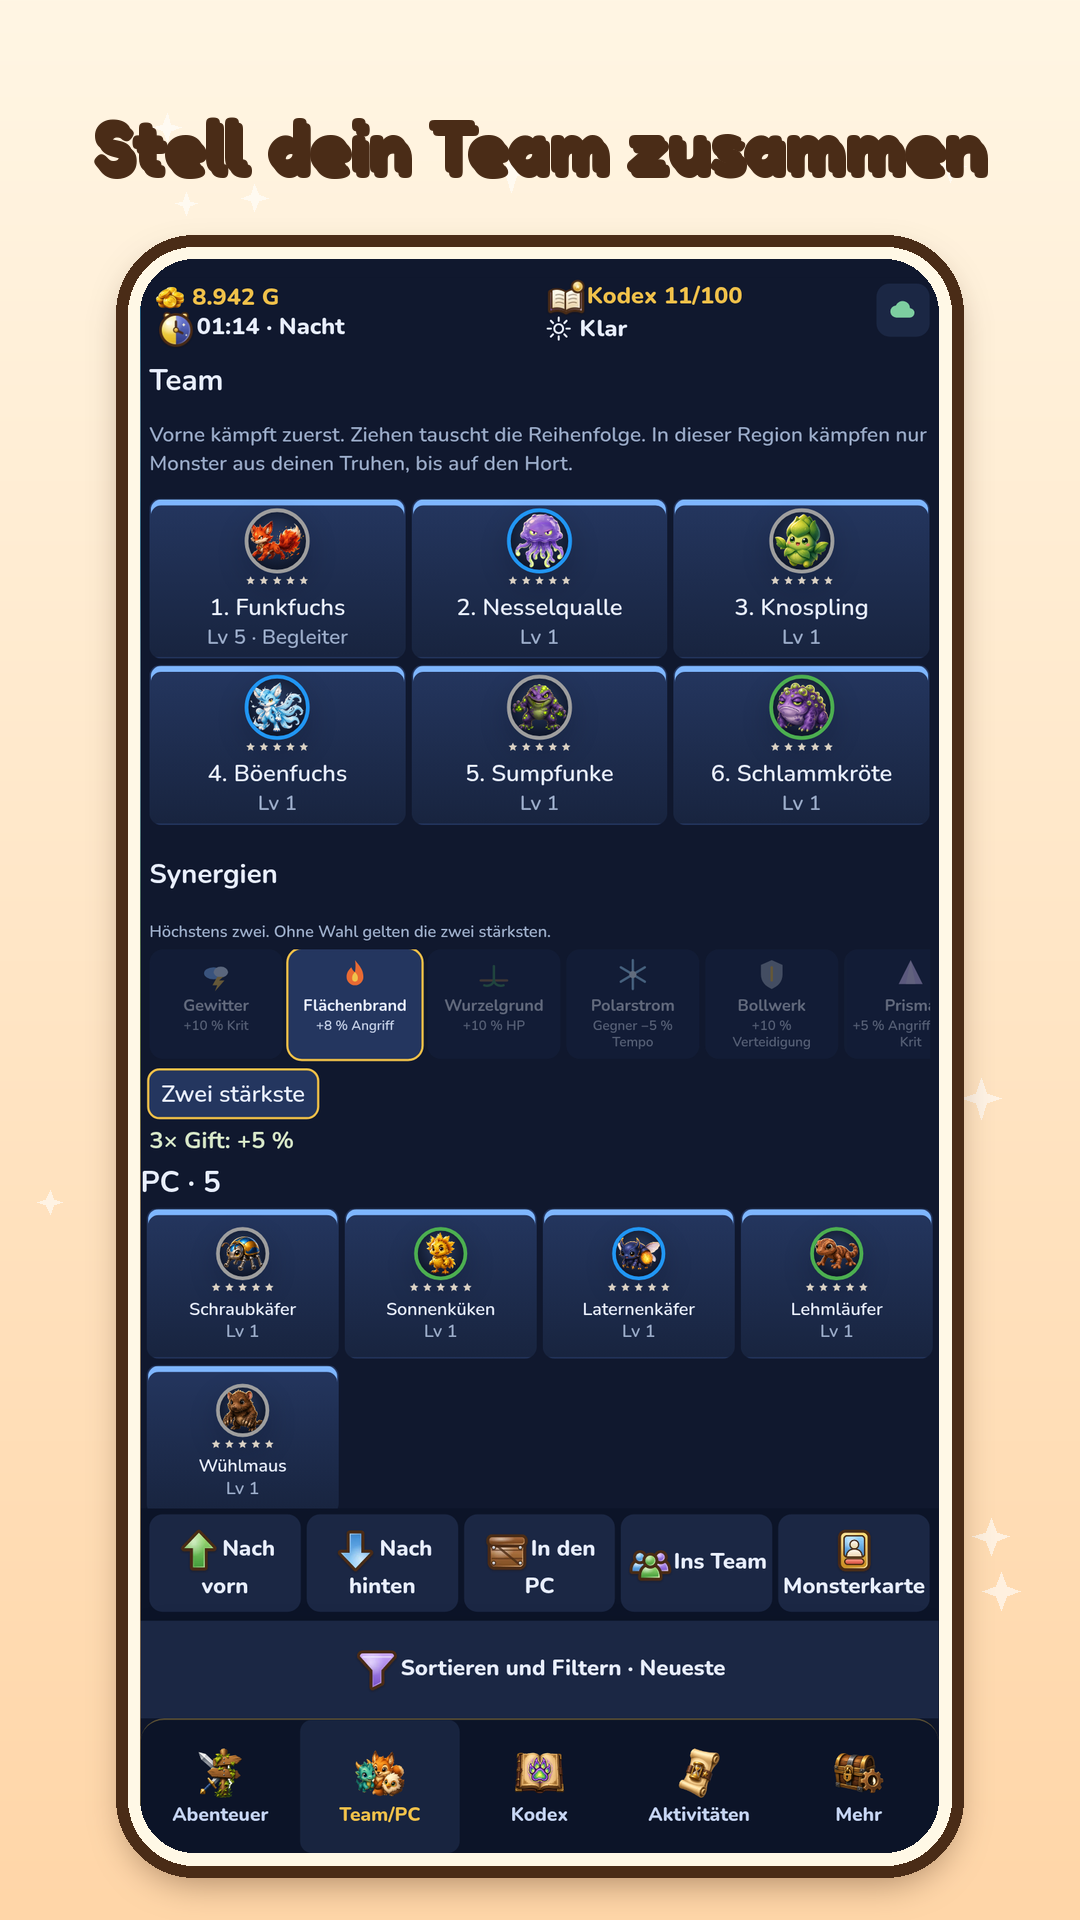 Stell dein Team zusammen
8.942 G
Kodex 11/100
01:14 · Nacht
Klar
Team
Vorne kämpft zuerst. Ziehen tauscht die Reihenfolge. In dieser Region kämpfen nur
Monster aus deinen Truhen, bis auf den Hort.
1. Funkfuchs
Lv 5 · Begleiter
2. Nesselqualle
Lv 1
3. Knospling
Lv 1
4. Böenfuchs
Lv 1
5. Sumpfunke
Lv 1
6. Schlammkröte
Lv 1
Synergien
Höchstens zwei. Ohne Wahl gelten die zwei stärksten.
Gewitter
+10 % Krit
Flächenbrand
+8 % Angriff
Wurzelgrund
+10 % HP
Polarstrom
Gegner −5 %
Tempo
Bollwerk
+10 %
Verteidigung
Prisma
+5 % Angriff
Krit
Zwei stärkste
3× Gift: +5 %
PC · 5
Schraubkäfer
Lv 1
Sonnenküken
Lv 1
Laternenkäfer
Lv 1
Lehmläufer
Lv 1
Wühlmaus
Lv 1
Nach
vorn
Nach
hinten
In den
PC
Ins Team
Monsterkarte
Sortieren und Filtern · Neueste
Abenteuer
Team/PC
Kodex
Aktivitäten
Mehr